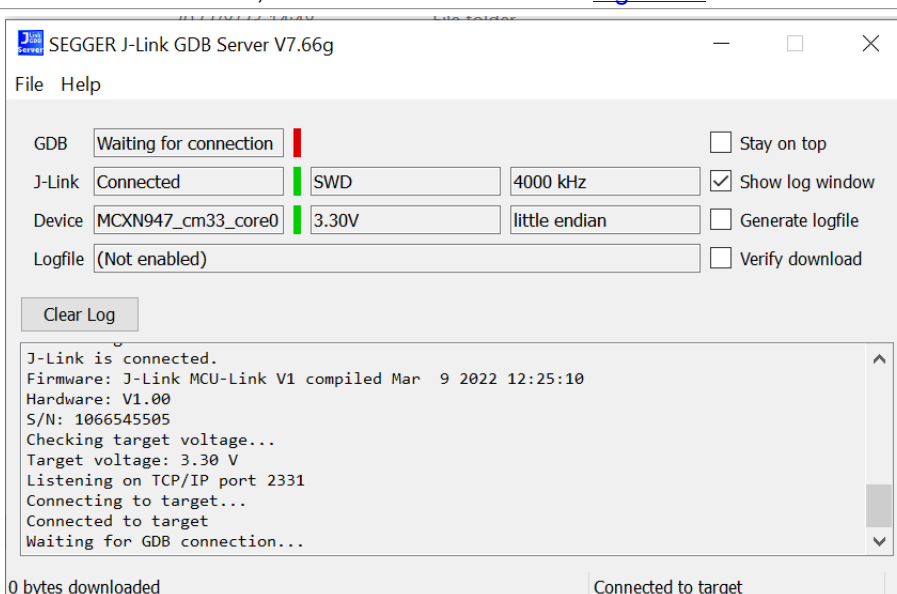 SEGGER J-Link GDB Server V7.66g
File Help
GDB Waiting for connection Stay on top
J-Link Connected SWD 4000 kHz Show log window
Device MCXN947_cm33_core0 3.30V little endian Generate logfile
Logfile (Not enabled) Verify download
Clear Log
J-Link is connected.
Firmware: J-Link MCU-Link V1 compiled Mar  9 2022 12:25:10
Hardware: V1.00
S/N: 1066545505
Checking target voltage...
Target voltage: 3.30 V
Listening on TCP/IP port 2331
Connecting to target...
Connected to target
Waiting for GDB connection...
0 bytes downloaded Connected to target